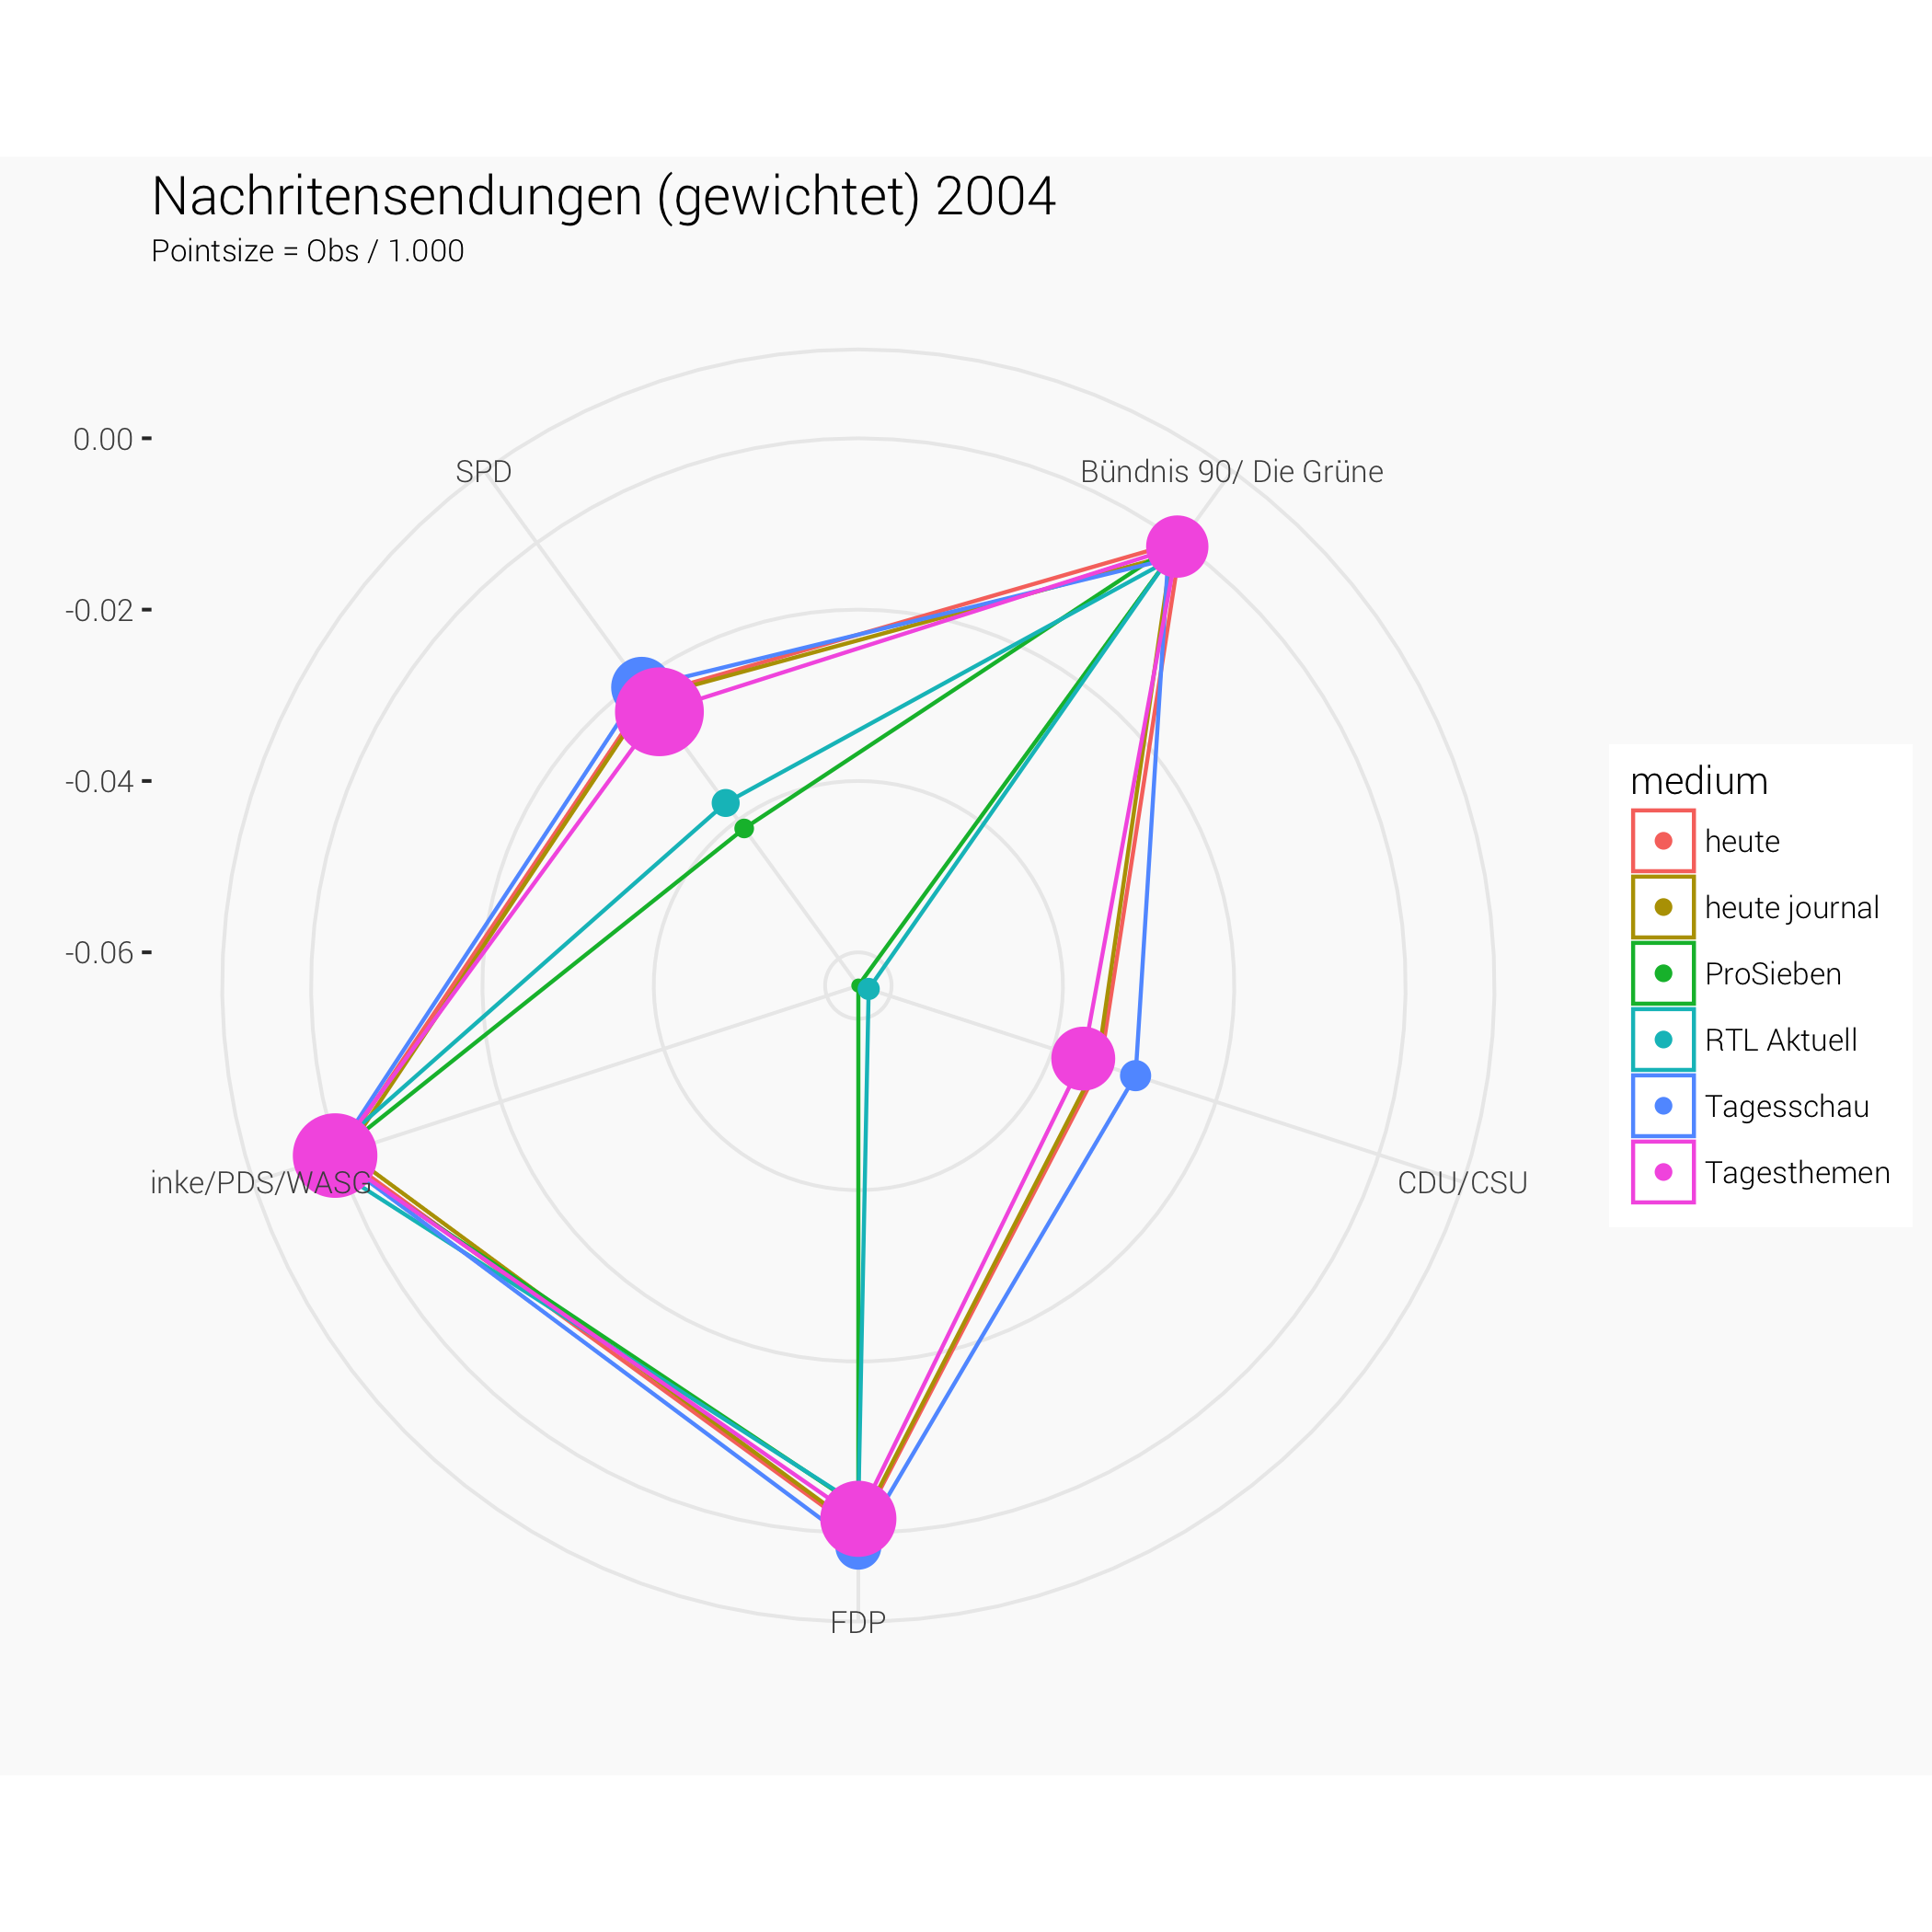 Nachritensendungen (gewichtet) 2004
Pointsize = Obs / 1.000
0.00
-0.02
-0.04
-0.06
SPD
Bündnis 90/ Die Grüne
inke/PDS/WASG
CDU/CSU
FDP
medium
heute
heute journal
ProSieben
RTL Aktuell
Tagesschau
Tagesthemen